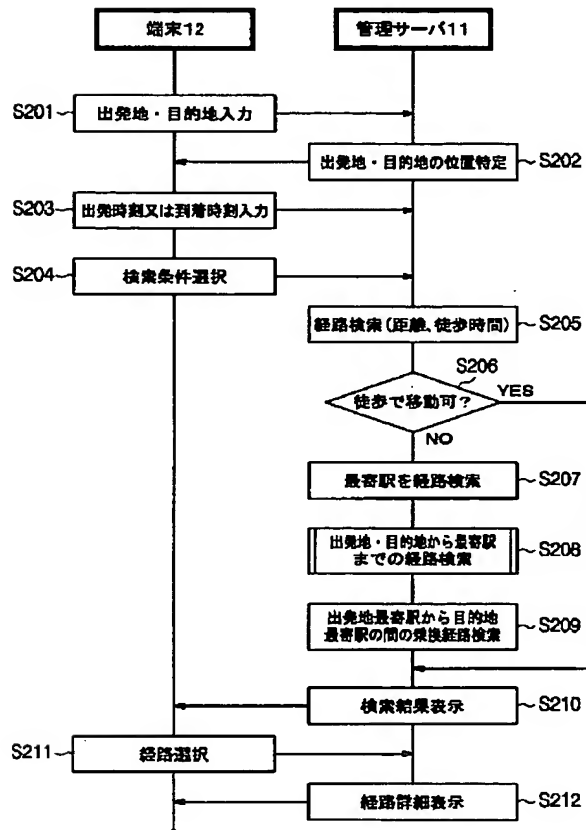 端末12
管理サーバ11
S201
出発地・目的地入力
出発地・目的地の位置特定
S202
S203
出発時刻又は到着時刻入力
S204
検索条件選択
経路検索(距離、徒歩時間)
S205
S206
徒歩で移動可?
YES
NO
最寄駅を経路検索
S207
出発地・目的地から最寄駅
までの経路検索
S208
出発地最寄駅から目的地
最寄駅の間の乗換経路検索
S209
検索結果表示
S210
S211
経路選択
経路詳細表示
S212